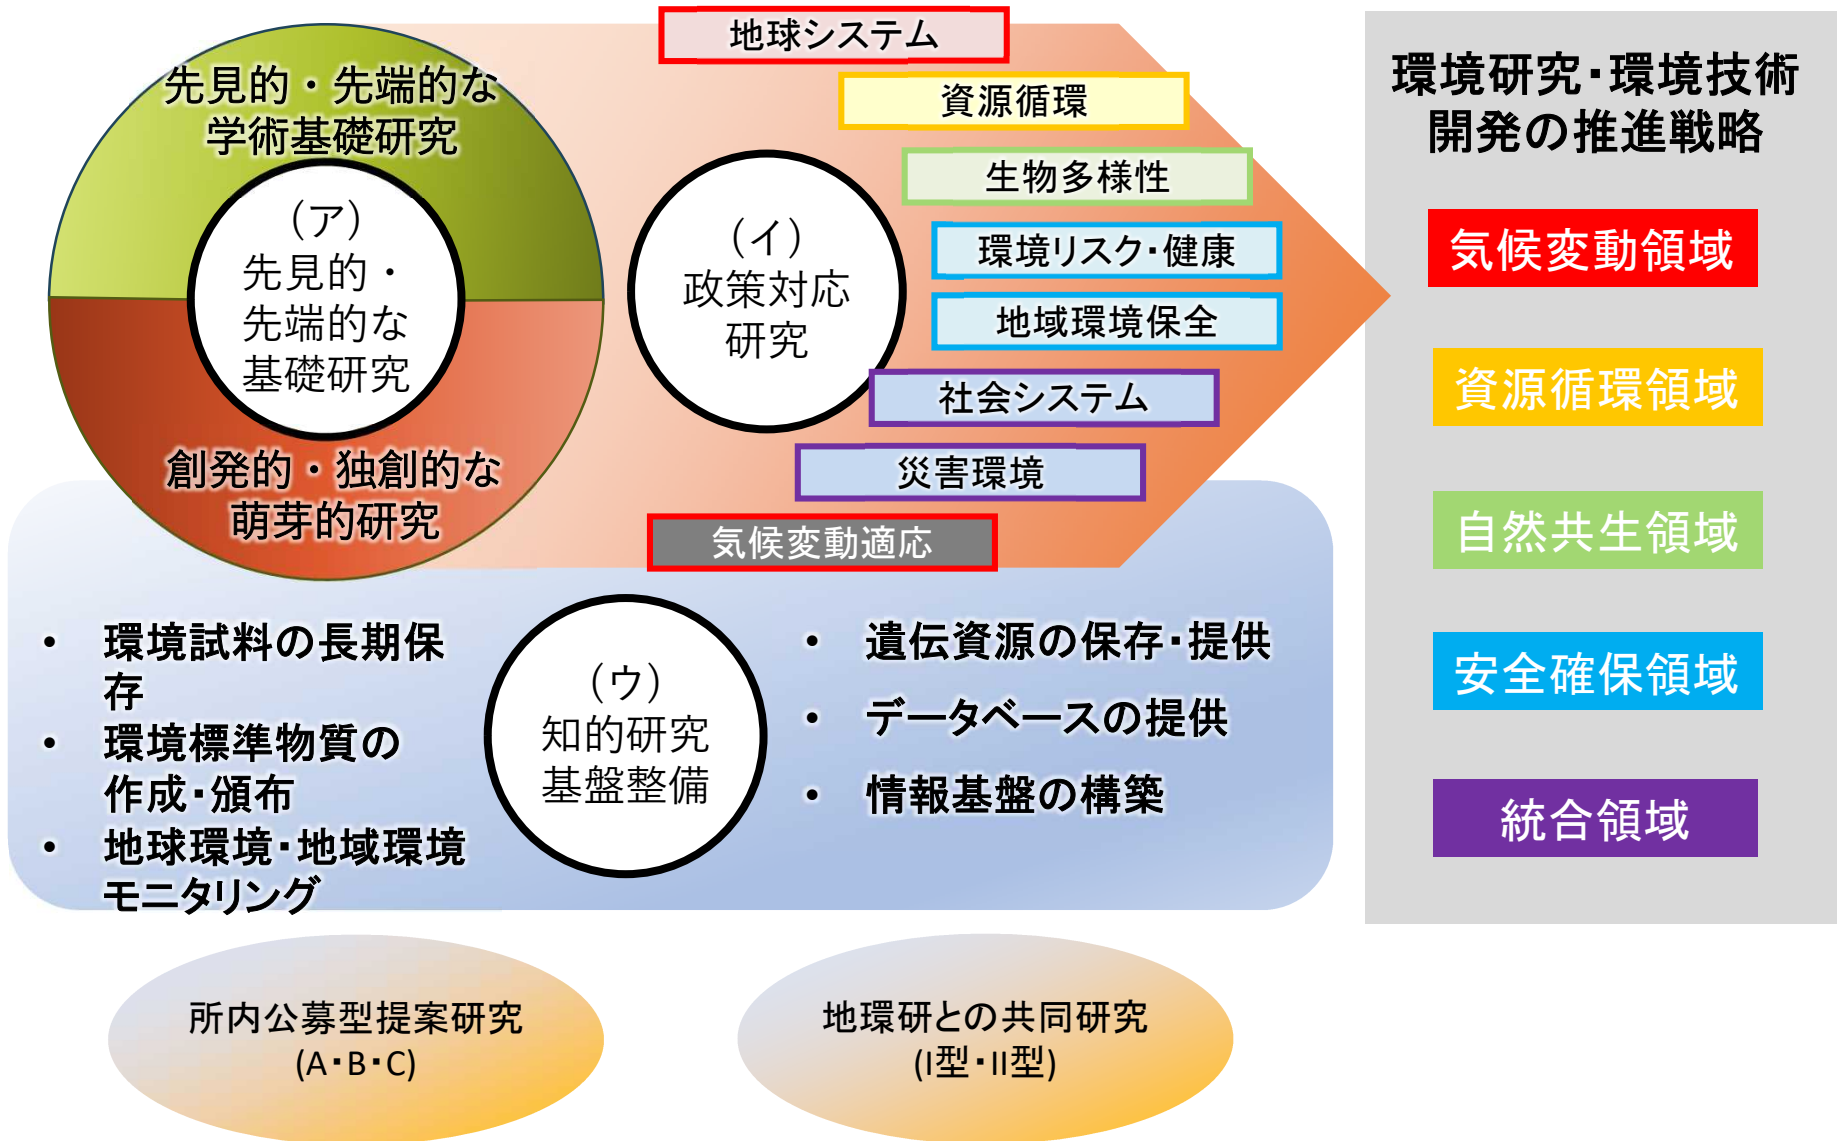 先見的・先端的な
学術基礎研究
（ア）
先見的・
先端的な
基礎研究
創発的・独創的な
萌芽的研究
（イ）
政策対応
研究
地球システム
資源循環
生物多様性
環境リスク・健康
地域環境保全
社会システム
災害環境
気候変動適応
• 環境試料の長期保
存
• 環境標準物質の
作成・頒布
• 地球環境・地域環境
モニタリング
（ウ）
知的研究
基盤整備
• 遺伝資源の保存・提供
• データベースの提供
• 情報基盤の構築
所内公募型提案研究
(A・B・C)
地環研との共同研究
(I型・II型)
環境研究・環境技術
開発の推進戦略
気候変動領域
資源循環領域
自然共生領域
安全確保領域
統合領域